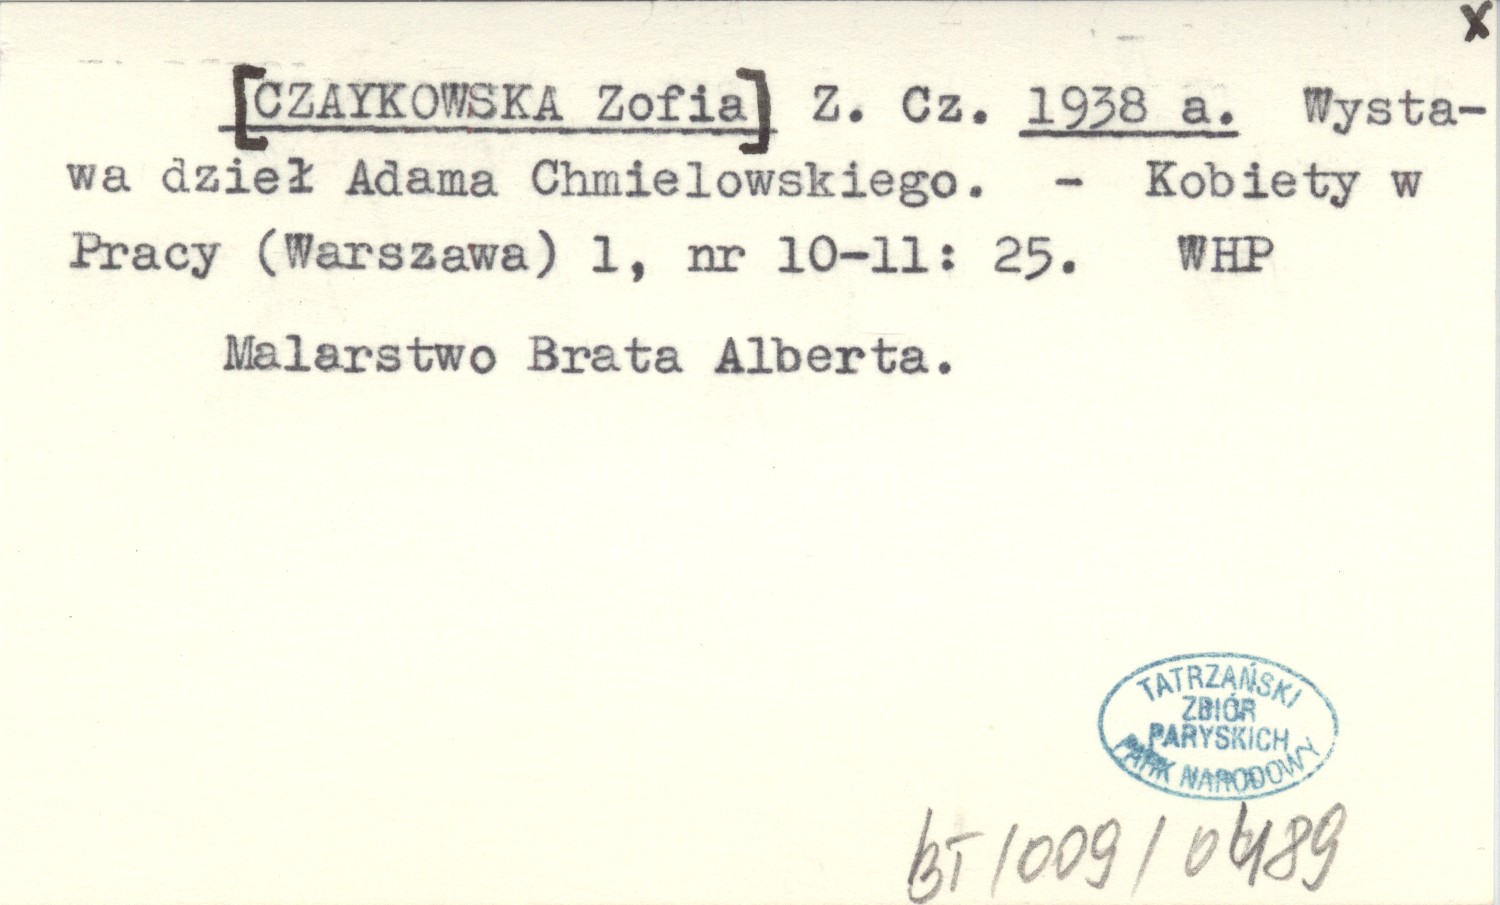 x
[CZAYKOWSKA Zofia] Z. Cz. 1938 a. Wysta-
wa dzieł Adama Chmielowskiego. - Kobiety w
Pracy (Warszawa) 1, nr 10-11: 25. WHP
Malarstwo Brata Alberta.
TATRZAŃSKI
ZBIÓR
PARYSKICH
PARK NARODOWY
BT/009/0489